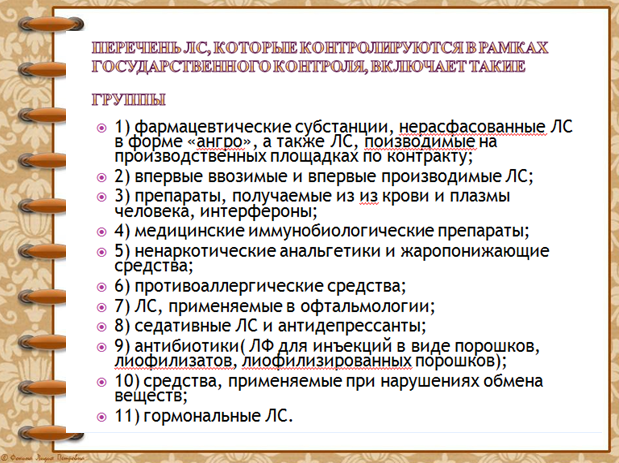 ПЕРЕЧЕНЬ ЛС, КОТОРЫЕ КОНТРОЛИРУЮТСЯ В РАМКАХ
ГОСУДАРСТВЕННОГО КОНТРОЛЯ, ВКЛЮЧАЕТ ТАКИЕ
ГРУППЫ
1) фармацевтические субстанции, нерасфасованные ЛС
в форме «ангро», а также ЛС, поизводимые на
производственных площадках по контракту;
2) впервые ввозимые и впервые производимые ЛС;
3) препараты, получаемые из из крови и плазмы
человека, интерфероны;
4) медицинские иммунобиологические препараты;
5) ненаркотические анальгетики и жаропонижающие
средства;
6) противоаллергические средства;
7) ЛС, применяемые в офтальмологии;
8) седативные ЛС и антидепрессанты;
9) антибиотики( ЛФ для инъекций в виде порошков,
лиофилизатов, лиофилизированных порошков);
10) средства, применяемые при нарушениях обмена
веществ;
11) гормональные ЛС.